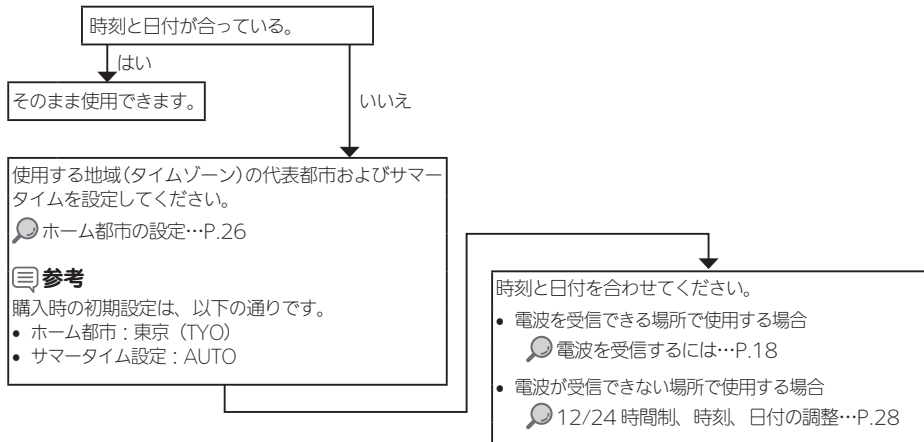 時刻と日付が合っている。
はい
そのまま使用できます。
いいえ
使用する地域(タイムゾーン)の代表都市およびサマー
タイムを設定してください。
ホーム都市の設定…P.26
参考
購入時の初期設定は、以下の通りです。
• ホーム都市：東京（TYO）
• サマータイム設定：AUTO
時刻と日付を合わせてください。
• 電波を受信できる場所で使用する場合
電波を受信するには…P.18
• 電波が受信できない場所で使用する場合
12/24 時間制、時刻、日付の調整…P.28